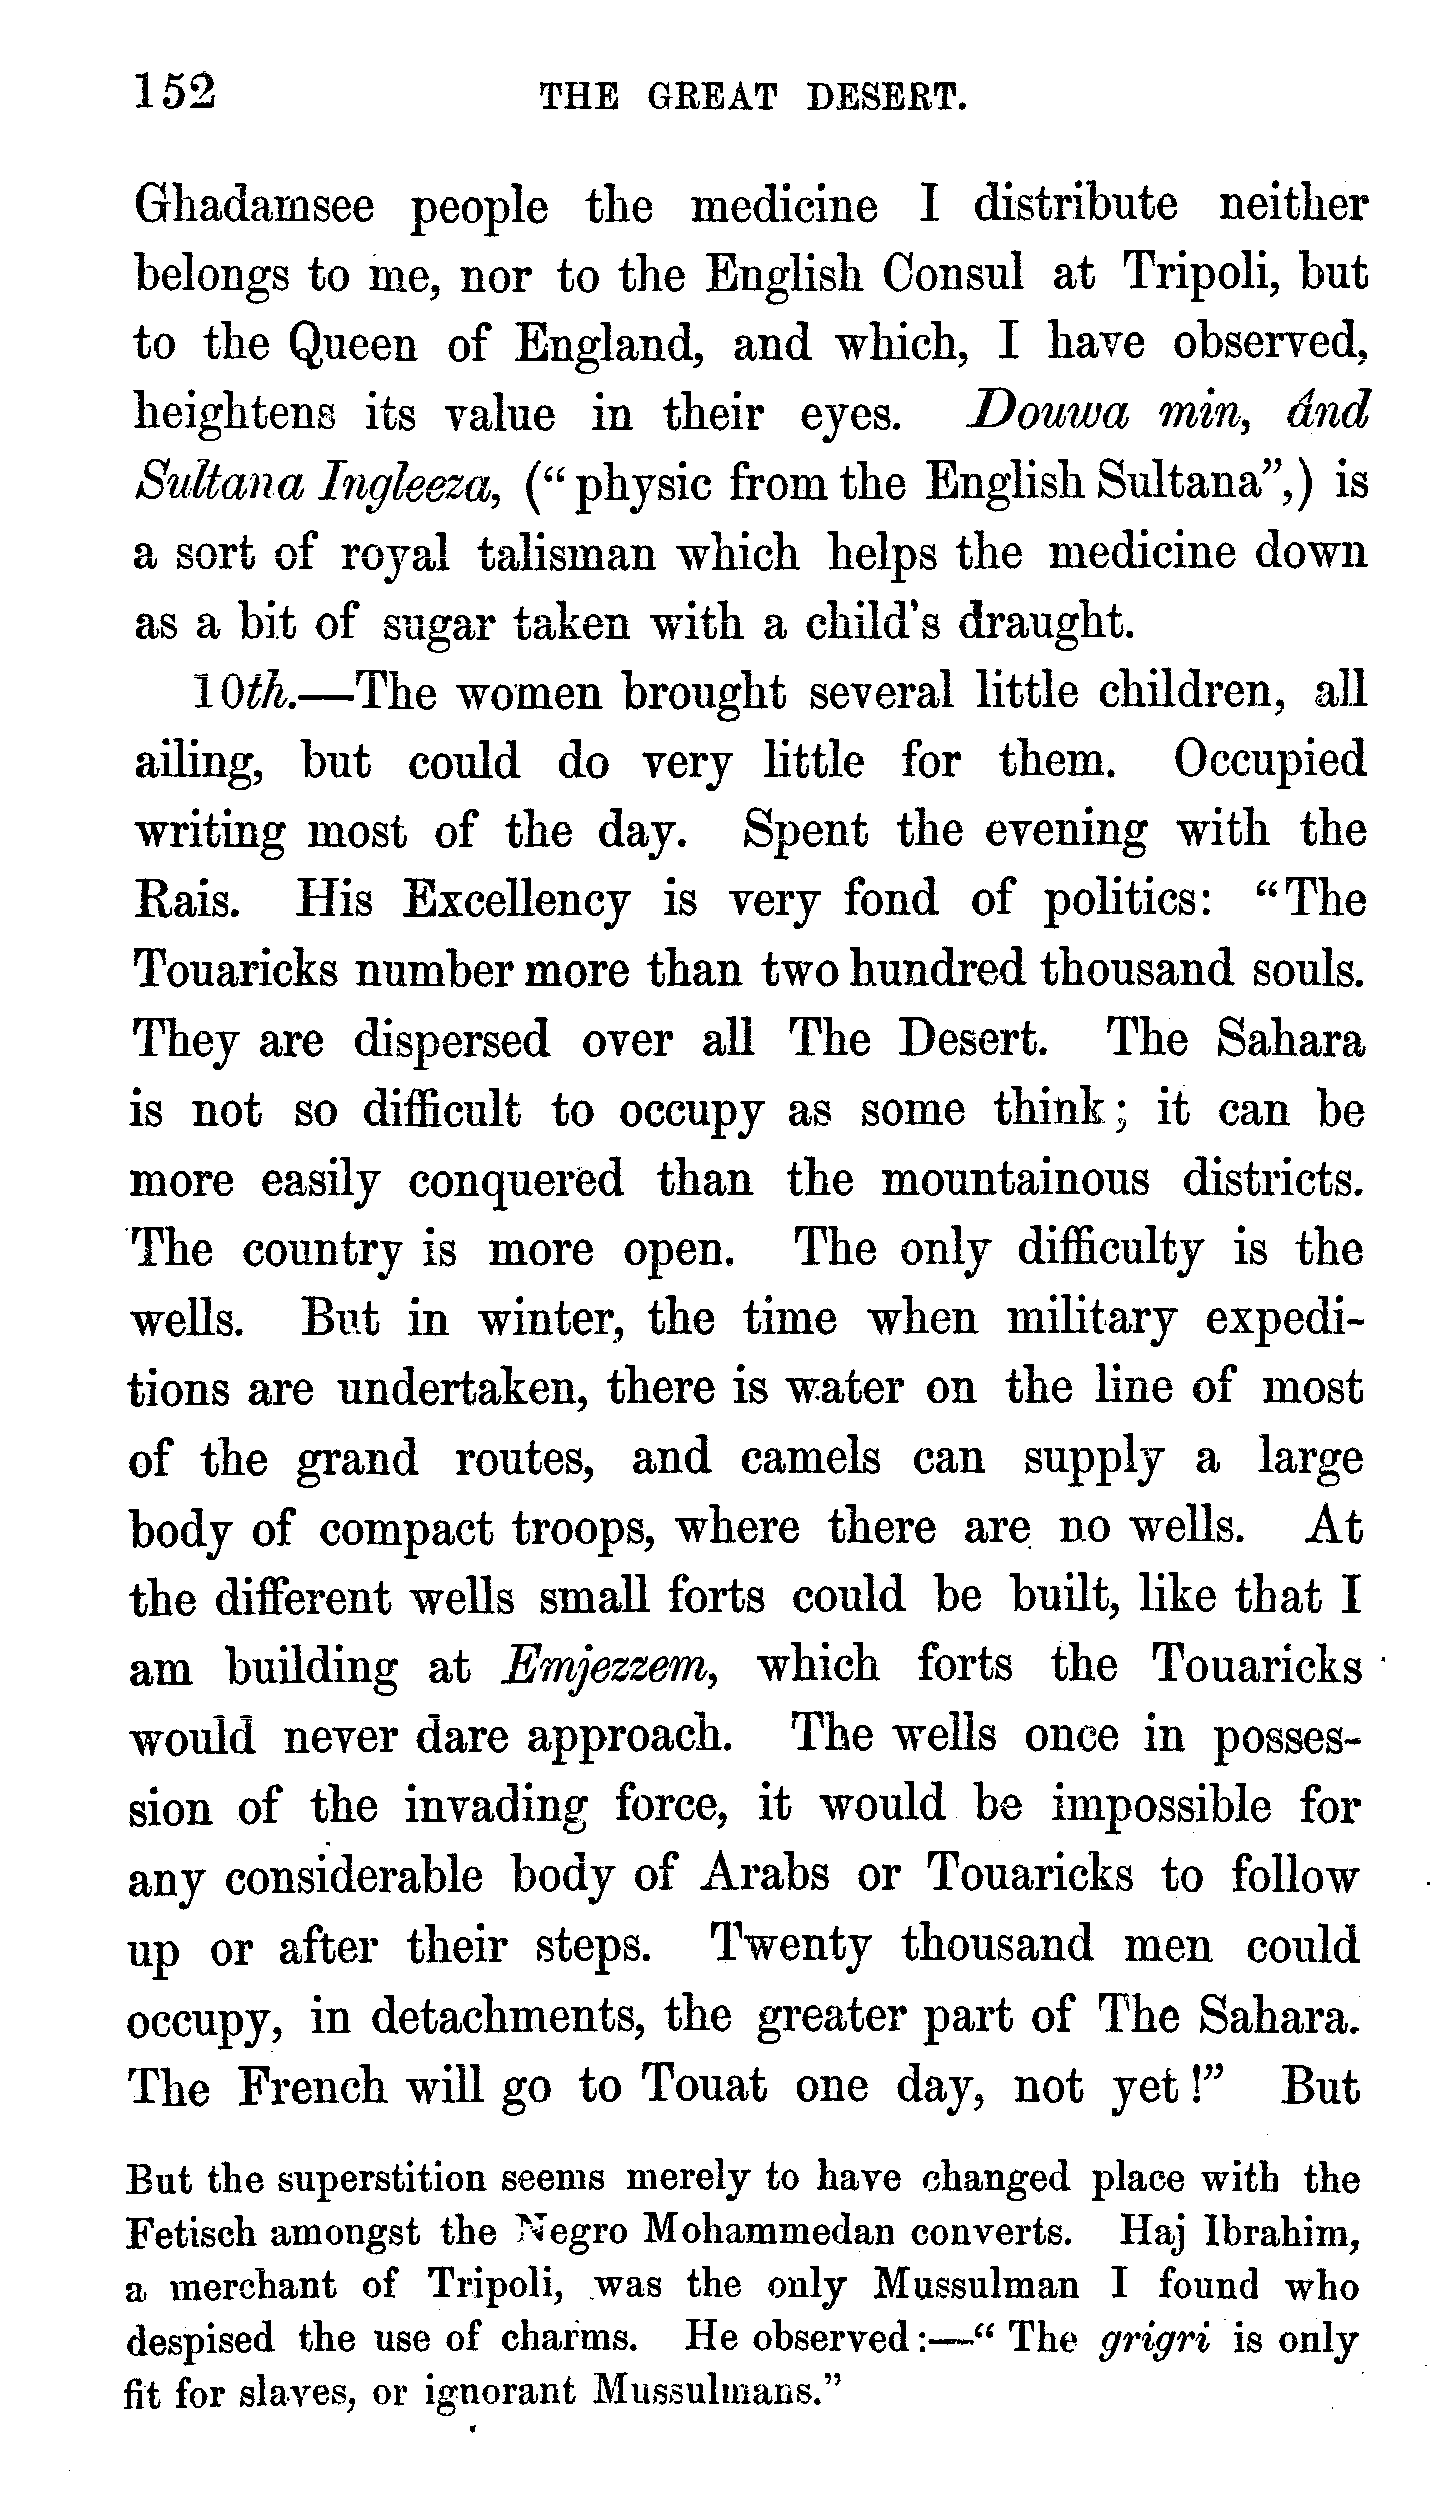 152 THE GREAT DESERT.
Ghadamsee people the medicine I distribute neither
belongs to me, nor to the English Consul at Tripoli, but
to the Queen of England, and which, I have observed,
heightens its value in their eyes. Douwa min, ánd
Sultana Ingleeza, (“physic from the English Sultana”,) is
a sort of royal talisman which helps the medicine down
as a bit of sugar taken with a child's draught.
10th.—The women brought several little children, all
ailing, but could do very little for them. Occupied
writing most of the day. Spent the evening with the
Rais. His Excellency is very fond of politics: “The
Touaricks number more than two hundred thousand souls.
They are dispersed over all The Desert. The Sahara
is not so difficult to occupy as some think; it can be
more easily conquered than the mountainous districts.
The country is more open. The only difficulty is the
wells. But in winter, the time when military expedi-
tions are undertaken, there is water on the line of most
of the grand routes, and camels can supply a large
body of compact troops, where there are no wells. At
the different wells small forts could be built, like that I
am building at Emjezzem, which forts the Touaricks
would never dare approach. The wells once in posses-
sion of the invading force, it would be impossible for
any considerable body of Arabs or Touaricks to follow
up or after their steps. Twenty thousand men could
occupy, in detachments, the greater part of The Sahara.
The French will go to Touat one day, not yet!” But
But the superstition seems merely to have changed place with the
Fetisch amongst the Negro Mohammedan converts. Haj Ibrahim,
a merchant of Tripoli, was the only Mussulman I found who
despised the use of charms. He observed:—“The grigri is only
fit for slaves, or ignorant Mussulmans.”